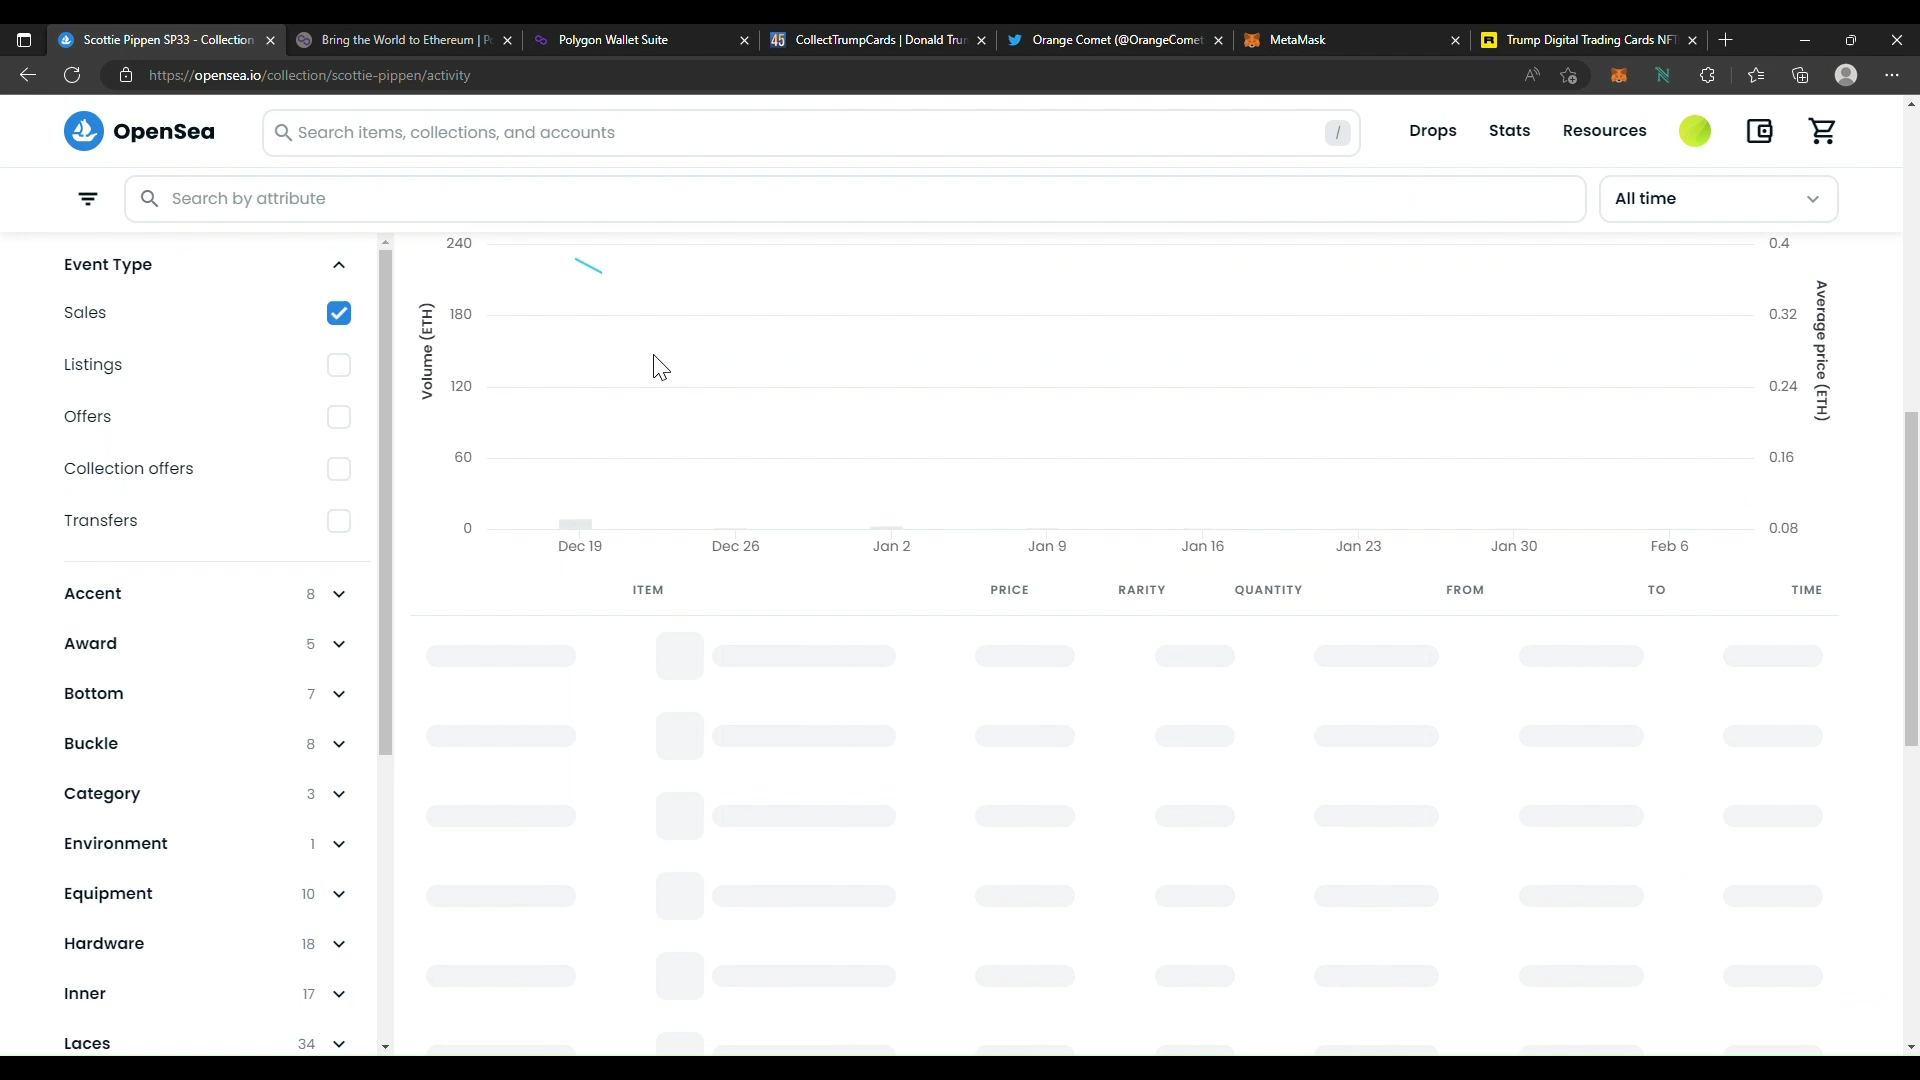 Scottie Pippen SP33 - Collection
Bring the World to Ethereum | P
Polygon Wallet Suite
45
CollectTrumpCards | Donald Tru
Orange Comet (@OrangeComet
MetaMask
R
Trump Digital Trading Cards NFT
https://opensea.io/collection/scottie-pippen/activity
OpenSea
Search items, collections, and accounts
/
Drops
Stats
Resources
Search by attribute
All time
Event Type
Sales
Listings
Offers
Collection offers
Transfers
Accent 8
Award 5
Bottom 7
Buckle 8
Category 3
Environment 1
Equipment 10
Hardware 18
Inner 17
Laces 34
Volume (ETH)
240
180
120
60
0
0.4
0.32
0.24
0.16
0.08
Average price (ETH)
Dec 19 Dec 26 Jan 2 Jan 9 Jan 16 Jan 23 Jan 30 Feb 6
ITEM PRICE RARITY QUANTITY FROM TO TIME